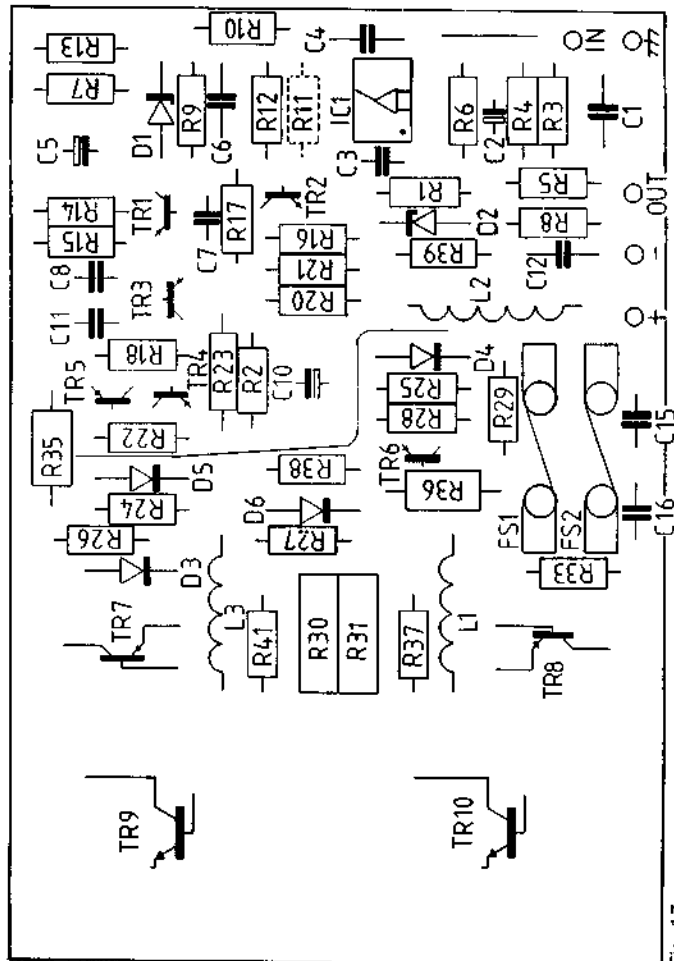 R10
R13
C4
IN
R7
R9
R12
R11
IC1
R6
R4
R3
C2
C1
C5
D1
C6
C3
R1
R5
OUT
R14
TR1
R17
TR2
R15
C7
R16
D2
R8
R39
C12
-
C8
R21
TR3
R20
L2
C11
+
R18
TR4
R23
R2
C10
D4
TR5
R25
R28
R29
C15
R35
R22
R38
TR6
D5
R24
D6
R36
FS1
FS2
C16
R26
R27
R33
D3
TR7
L3
R41
R30
R31
R37
L1
TR8
TR9
TR10